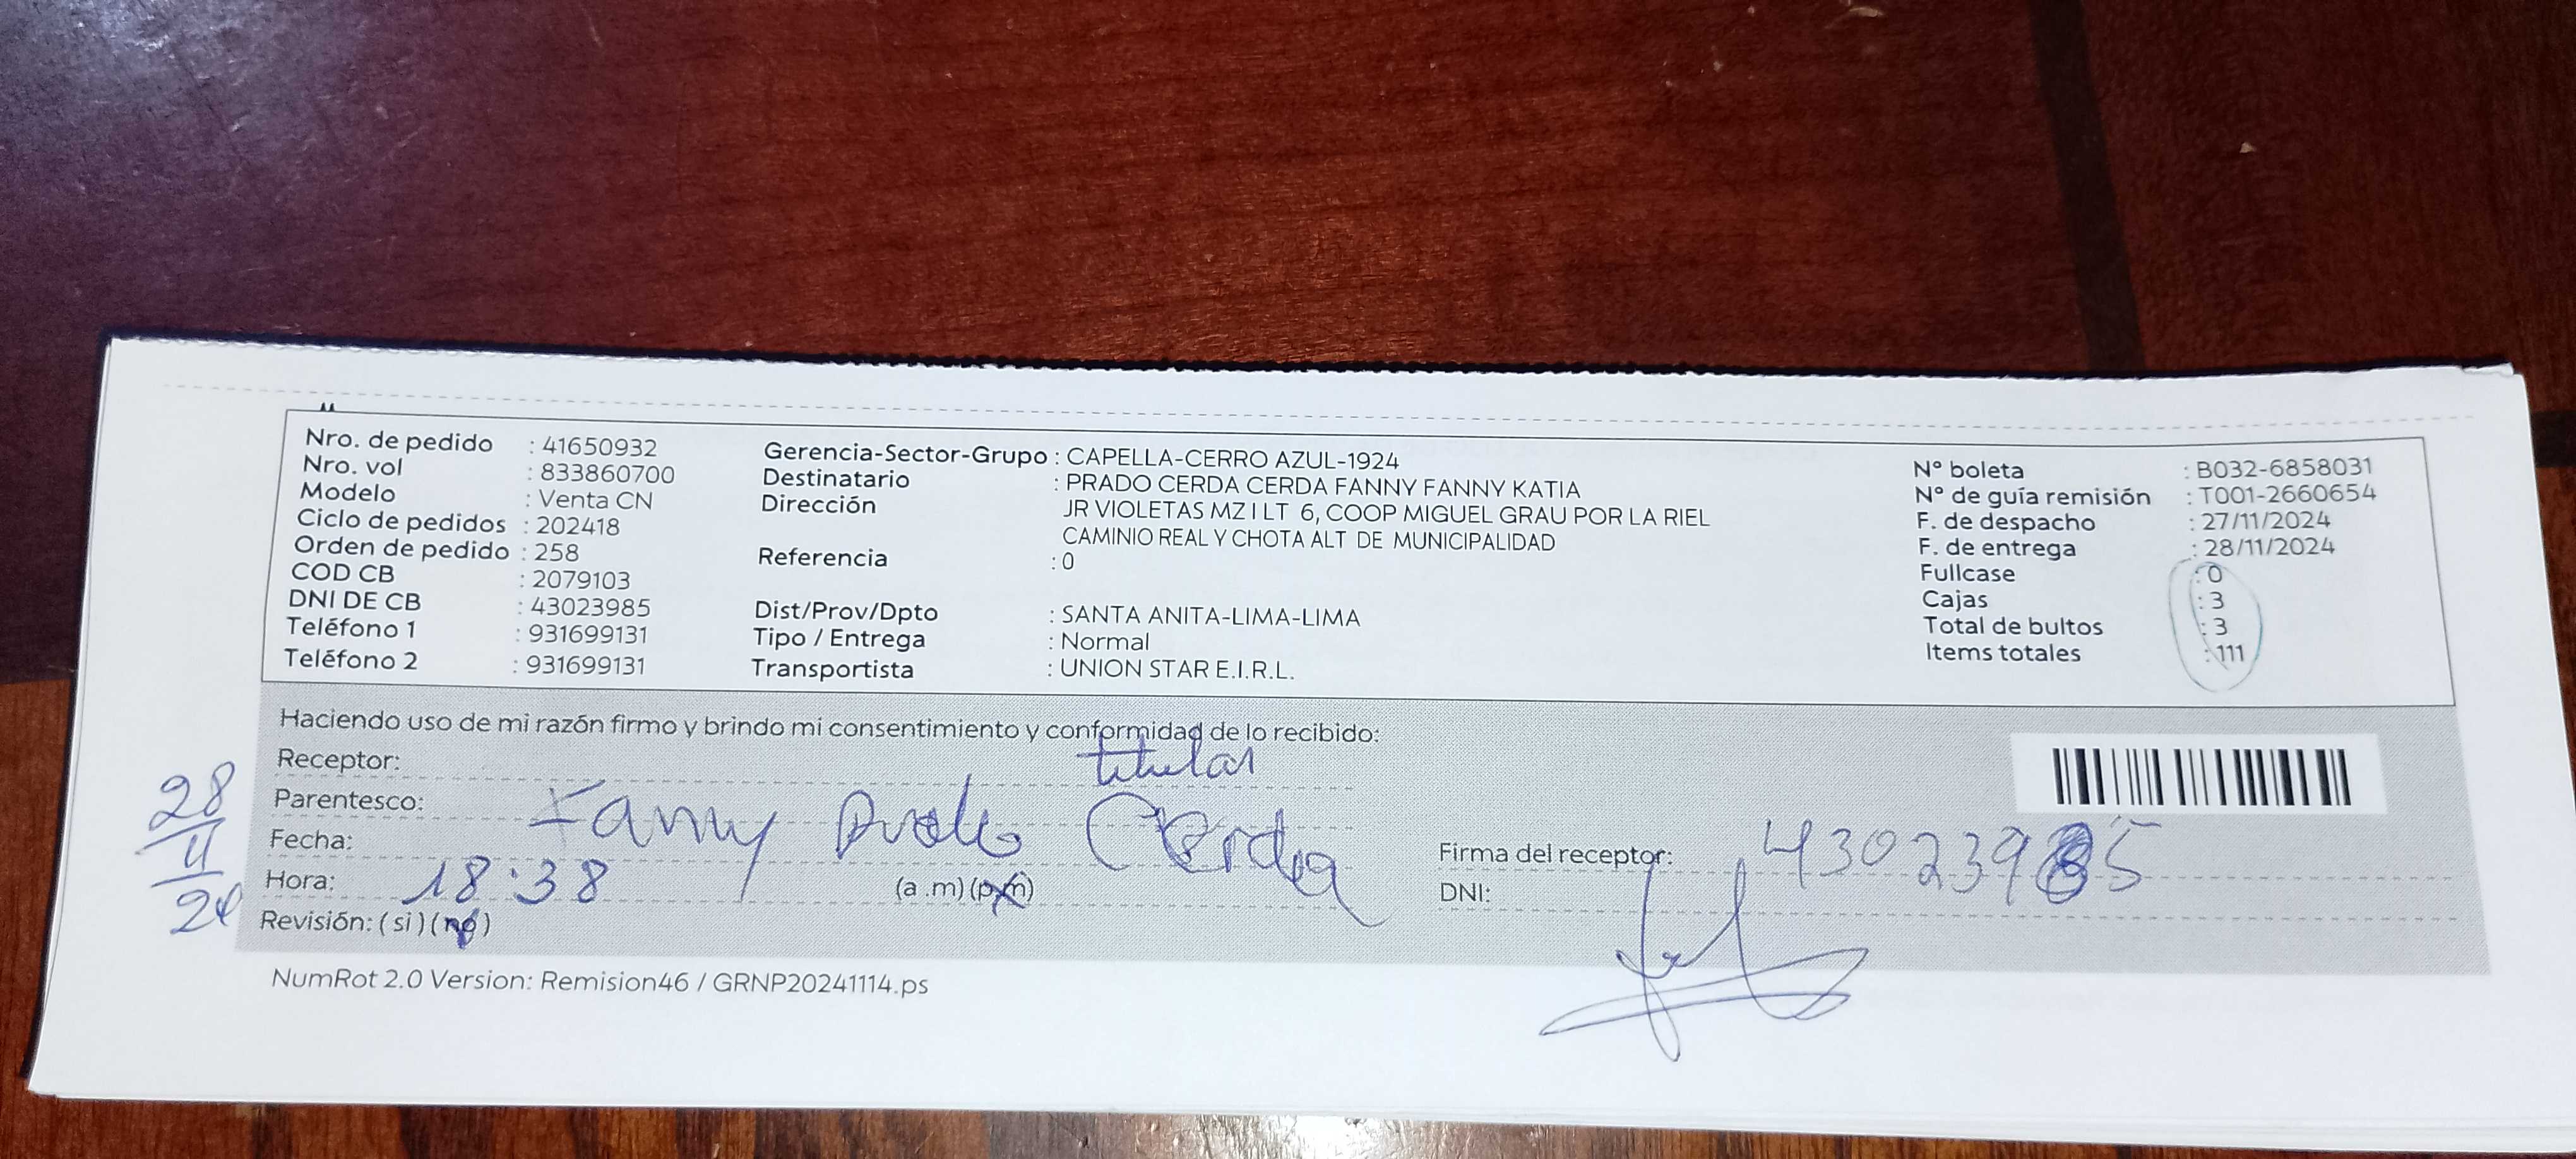 Nro. de pedido : 41650932
Nro. vol : 833860700
Modelo : Venta CN
Ciclo de pedidos : 202418
Orden de pedido : 258
COD CB : 2079103
DNI DE CB : 43023985
Teléfono 1 : 931699131
Teléfono 2 : 931699131
Gerencia-Sector-Grupo : CAPELLA-CERRO AZUL-1924
Destinatario : PRADO CERDA CERDA FANNY FANNY KATIA
Dirección JR VIOLETAS MZ I LT 6, COOP MIGUEL GRAU POR LA RIEL
CAMINIO REAL Y CHOTA ALT DE MUNICIPALIDAD
Referencia : 0
Dist/Prov/Dpto : SANTA ANITA-LIMA-LIMA
Tipo / Entrega : Normal
Transportista : UNION STAR E.I.R.L.
N° boleta : B032-6858031
N° de guía remisión : T001-2660654
F. de despacho : 27/11/2024
F. de entrega : 28/11/2024
Fullcase : 0
Cajas : 3
Total de bultos : 3
Items totales : 111
Haciendo uso de mi razón firmo y brindo mi consentimiento y conformidad de lo recibido:
Receptor: titular
Parentesco: Fanny Prado Cerda
Fecha:
Hora: 18:38 (a .m) (p.m)
Revisión: ( si ) ( no )
28
11
24
Firma del receptor: 43023985
DNI:
NumRot 2.0 Version: Remision46 / GRNP20241114.ps